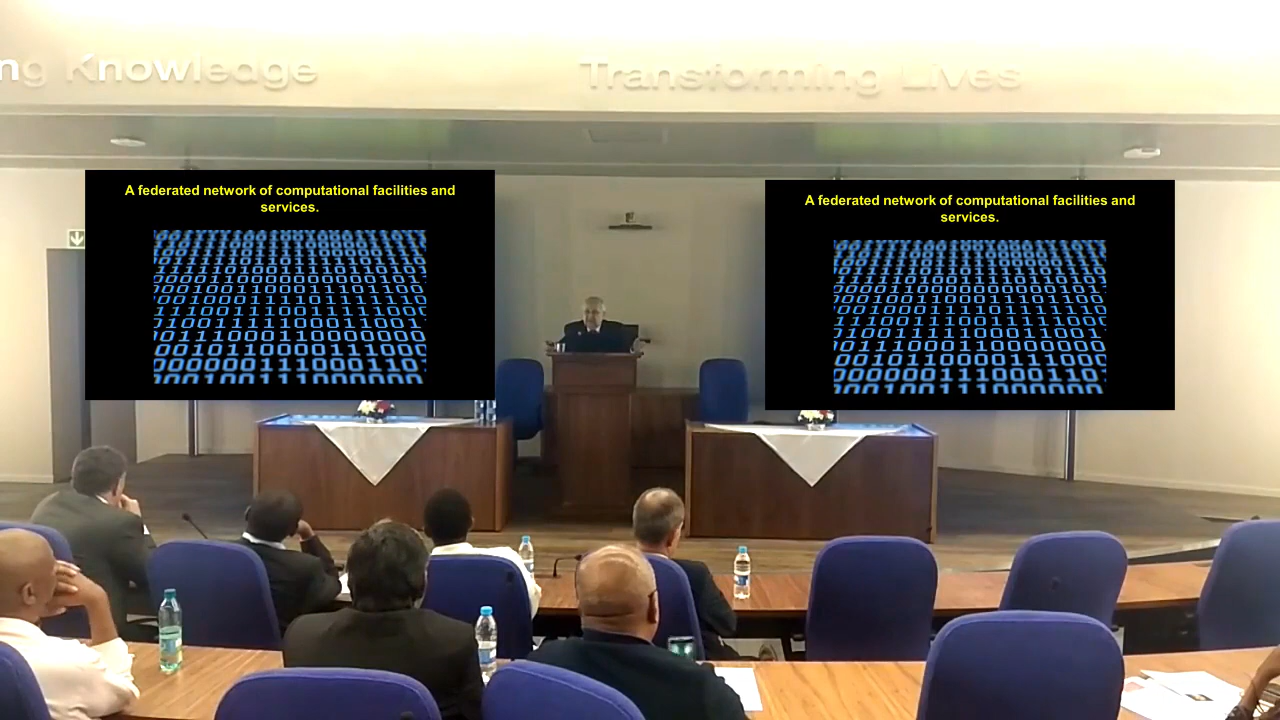 ng Knowledge
Transforming Lives
A federated network of computational facilities and
services.
A federated network of computational facilities and
services.